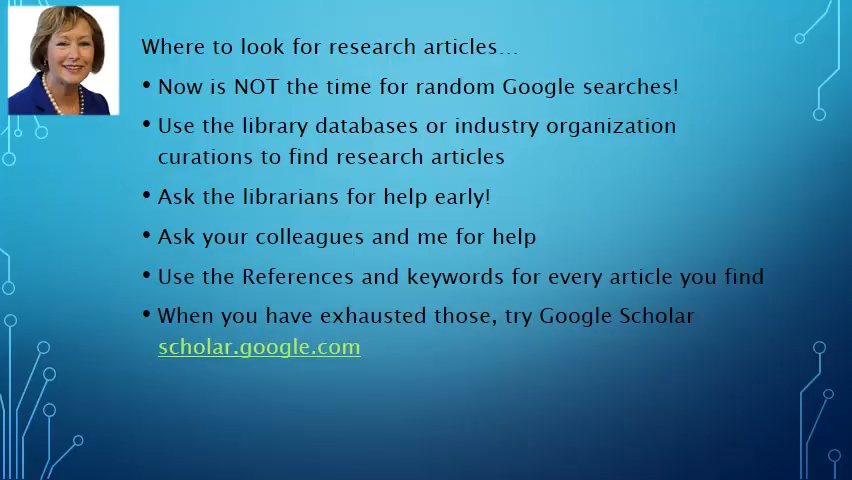 Where to look for research articles…
• Now is NOT the time for random Google searches!
• Use the library databases or industry organization
curations to find research articles
• Ask the librarians for help early!
• Ask your colleagues and me for help
• Use the References and keywords for every article you find
• When you have exhausted those, try Google Scholar
scholar.google.com